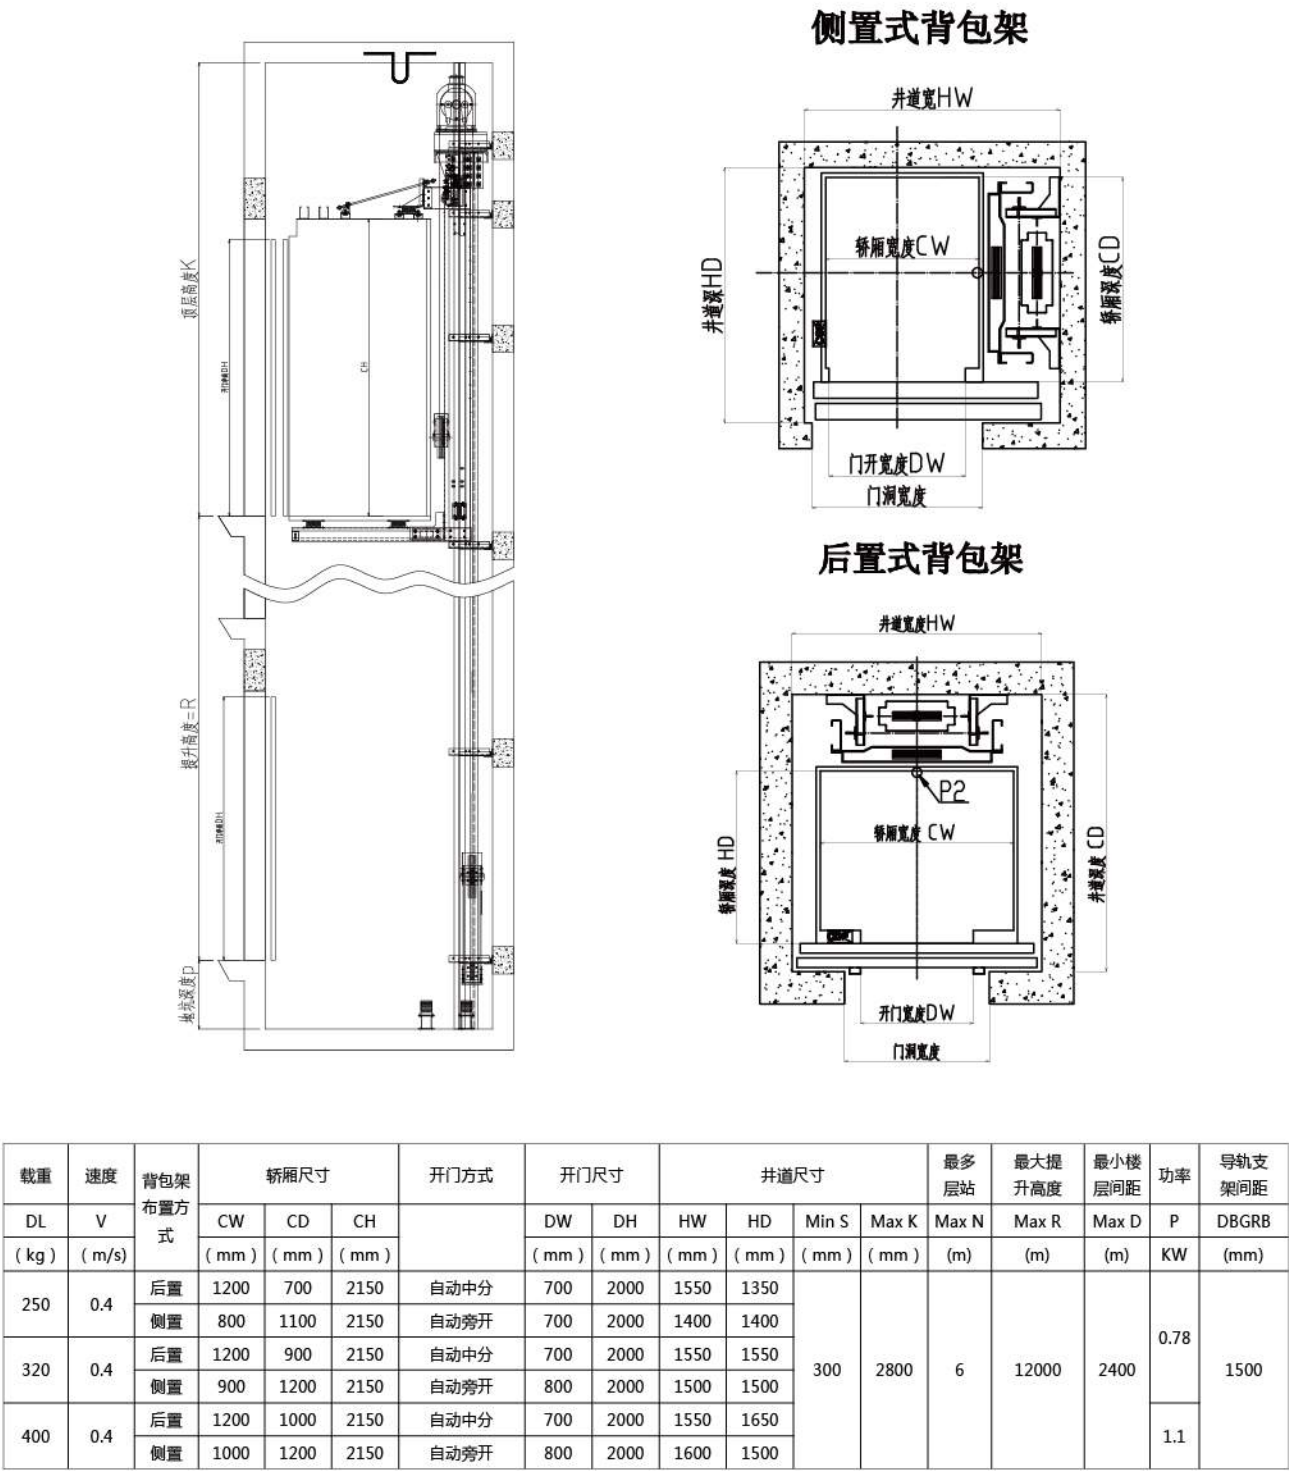 侧置式背包架
井道宽HW
轿厢宽度CW
井道深HD
轿厢深度CD
门开宽度DW
门洞宽度
顶层高度K
CH
提升高度=R
地坑深度p
后置式背包架
井道宽度HW
P2
轿厢宽度 CW
轿厢深度 HD
井道深度 CD
开门宽度DW
门洞宽度
载重 速度 背包架布置方式 轿厢尺寸 开门方式 开门尺寸 井道尺寸 最多层站 最大提升高度 最小楼层间距 功率 导轨支架间距
DL V CW CD CH DW DH HW HD Min S Max K Max N Max R Max D P DBGRB
(kg) (m/s) (mm) (mm) (mm) (mm) (mm) (mm) (mm) (mm) (mm) (m) (m) (m) KW (mm)
250 0.4 后置 1200 700 2150 自动中分 700 2000 1550 1350
侧置 800 1100 2150 自动旁开 700 2000 1400 1400
320 0.4 后置 1200 900 2150 自动中分 700 2000 1550 1550
侧置 900 1200 2150 自动旁开 800 2000 1500 1500
400 0.4 后置 1200 1000 2150 自动中分 700 2000 1550 1650
侧置 1000 1200 2150 自动旁开 800 2000 1600 1500
300 2800 6 12000 2400 0.78 1500
1.1